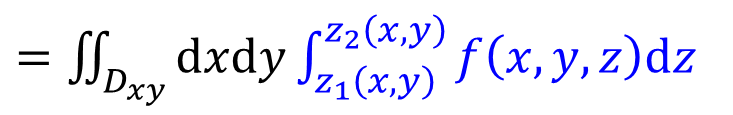 = ∬_{D_{xy}} dxdy ∫_{z_1(x,y)}^{z_2(x,y)} f(x, y, z)dz